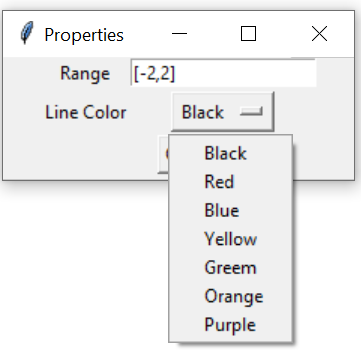 Properties
Range [-2,2]
Line Color Black
Black
Red
Blue
Yellow
Greem
Orange
Purple